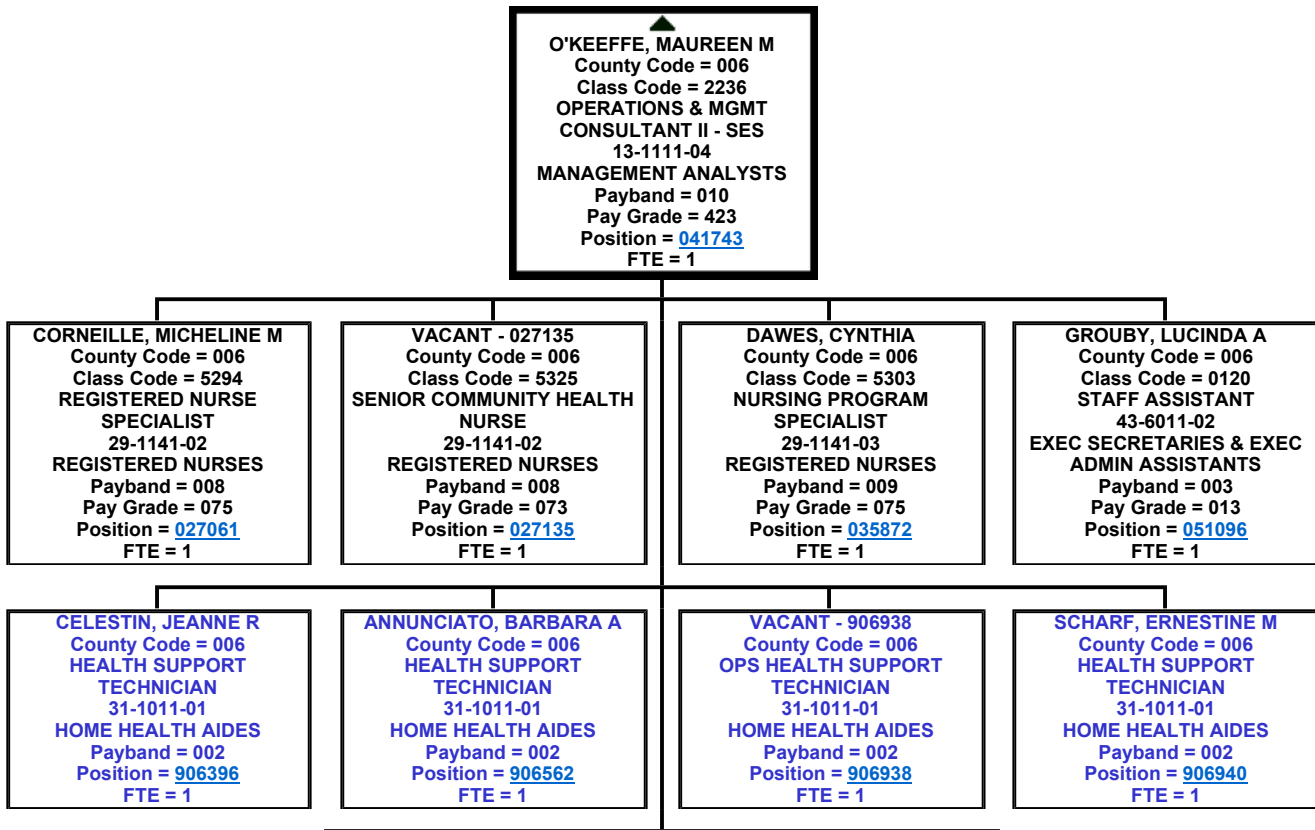 O'KEEFFE, MAUREEN M
County Code = 006
Class Code = 2236
OPERATIONS & MGMT
CONSULTANT II - SES
13-1111-04
MANAGEMENT ANALYSTS
Payband = 010
Pay Grade = 423
Position = 041743
FTE = 1
CORNEILLE, MICHELINE M
County Code = 006
Class Code = 5294
REGISTERED NURSE
SPECIALIST
29-1141-02
REGISTERED NURSES
Payband = 008
Pay Grade = 075
Position = 027061
FTE = 1
VACANT - 027135
County Code = 006
Class Code = 5325
SENIOR COMMUNITY HEALTH
NURSE
29-1141-02
REGISTERED NURSES
Payband = 008
Pay Grade = 073
Position = 027135
FTE = 1
DAWES, CYNTHIA
County Code = 006
Class Code = 5303
NURSING PROGRAM
SPECIALIST
29-1141-03
REGISTERED NURSES
Payband = 009
Pay Grade = 075
Position = 035872
FTE = 1
GROUBY, LUCINDA A
County Code = 006
Class Code = 0120
STAFF ASSISTANT
43-6011-02
EXEC SECRETARIES & EXEC
ADMIN ASSISTANTS
Payband = 003
Pay Grade = 013
Position = 051096
FTE = 1
CELESTIN, JEANNE R
County Code = 006
HEALTH SUPPORT
TECHNICIAN
31-1011-01
HOME HEALTH AIDES
Payband = 002
Position = 906396
FTE = 1
ANNUNCIATO, BARBARA A
County Code = 006
HEALTH SUPPORT
TECHNICIAN
31-1011-01
HOME HEALTH AIDES
Payband = 002
Position = 906562
FTE = 1
VACANT - 906938
County Code = 006
OPS HEALTH SUPPORT
TECHNICIAN
31-1011-01
HOME HEALTH AIDES
Payband = 002
Position = 906938
FTE = 1
SCHARF, ERNESTINE M
County Code = 006
HEALTH SUPPORT
TECHNICIAN
31-1011-01
HOME HEALTH AIDES
Payband = 002
Position = 906940
FTE = 1